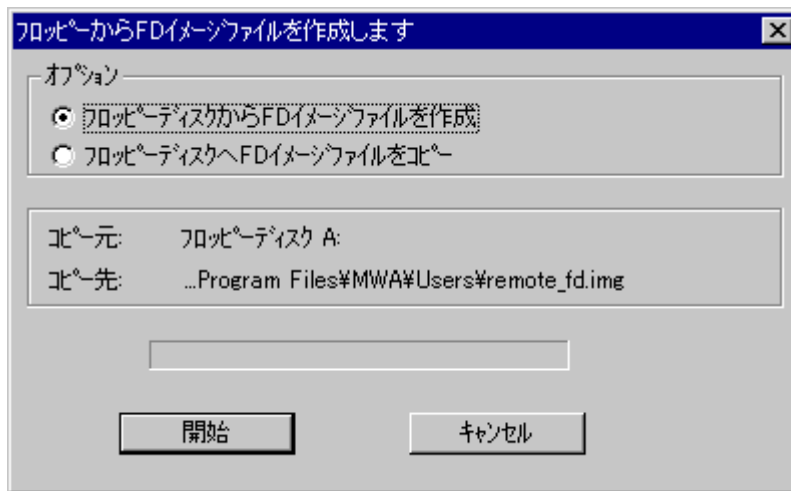 フロッピーからFDイメージファイルを作成します
オプション
フロッピーディスクからFDイメージファイルを作成
フロッピーディスクへFDイメージファイルをコピー
コピー元: フロッピーディスク A:
コピー先: ...Program Files¥MWA¥Users¥remote_fd.img
開始
キャンセル